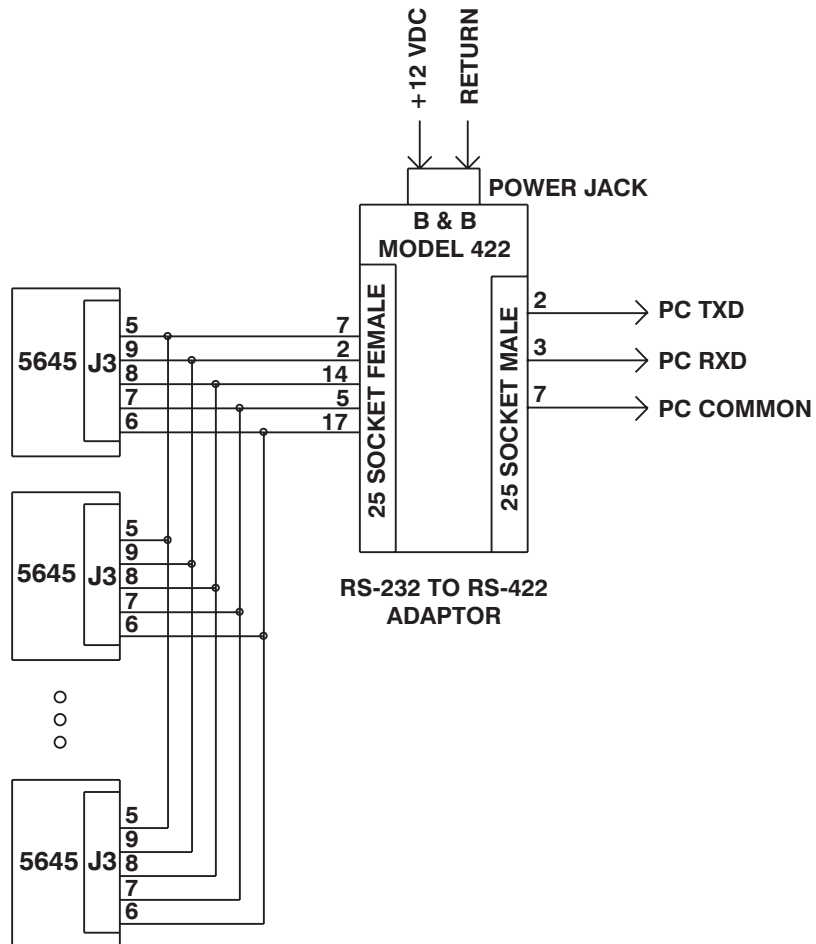 +12 VDC
RETURN
POWER JACK
B & B
MODEL 422
25 SOCKET FEMALE
25 SOCKET MALE
2
PC TXD
3
PC RXD
7
PC COMMON
5645
J3
5
7
9
2
8
14
7
5
6
17
RS-232 TO RS-422
ADAPTOR
5645
J3
5
9
8
7
6
5645
J3
5
9
8
7
6